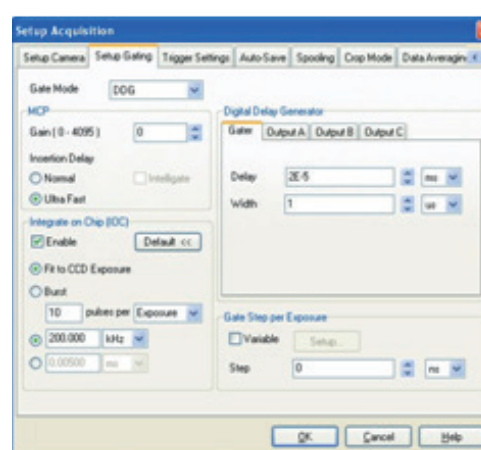 Setup Acquisition
Setup Camera Setup Gating Trigger Settings Auto-Save Spooling Crop Mode Data Averagin
Gate Mode DDG
MCP
Gain ( 0 - 4095 ) 0
Insertion Delay
Normal Intelligate
Ultra Fast
Integrate on Chip (IOC)
Enable Default <<
Fit to CCD Exposure
Burst
10 pulses per Exposure
200.000 kHz
0.00500 ms
Digital Delay Generator
Gater Output A Output B Output C
Delay 2E-5 ms
Width 1 us
Gate Step per Exposure
Variable Setup...
Step 0 ns
OK Cancel Help